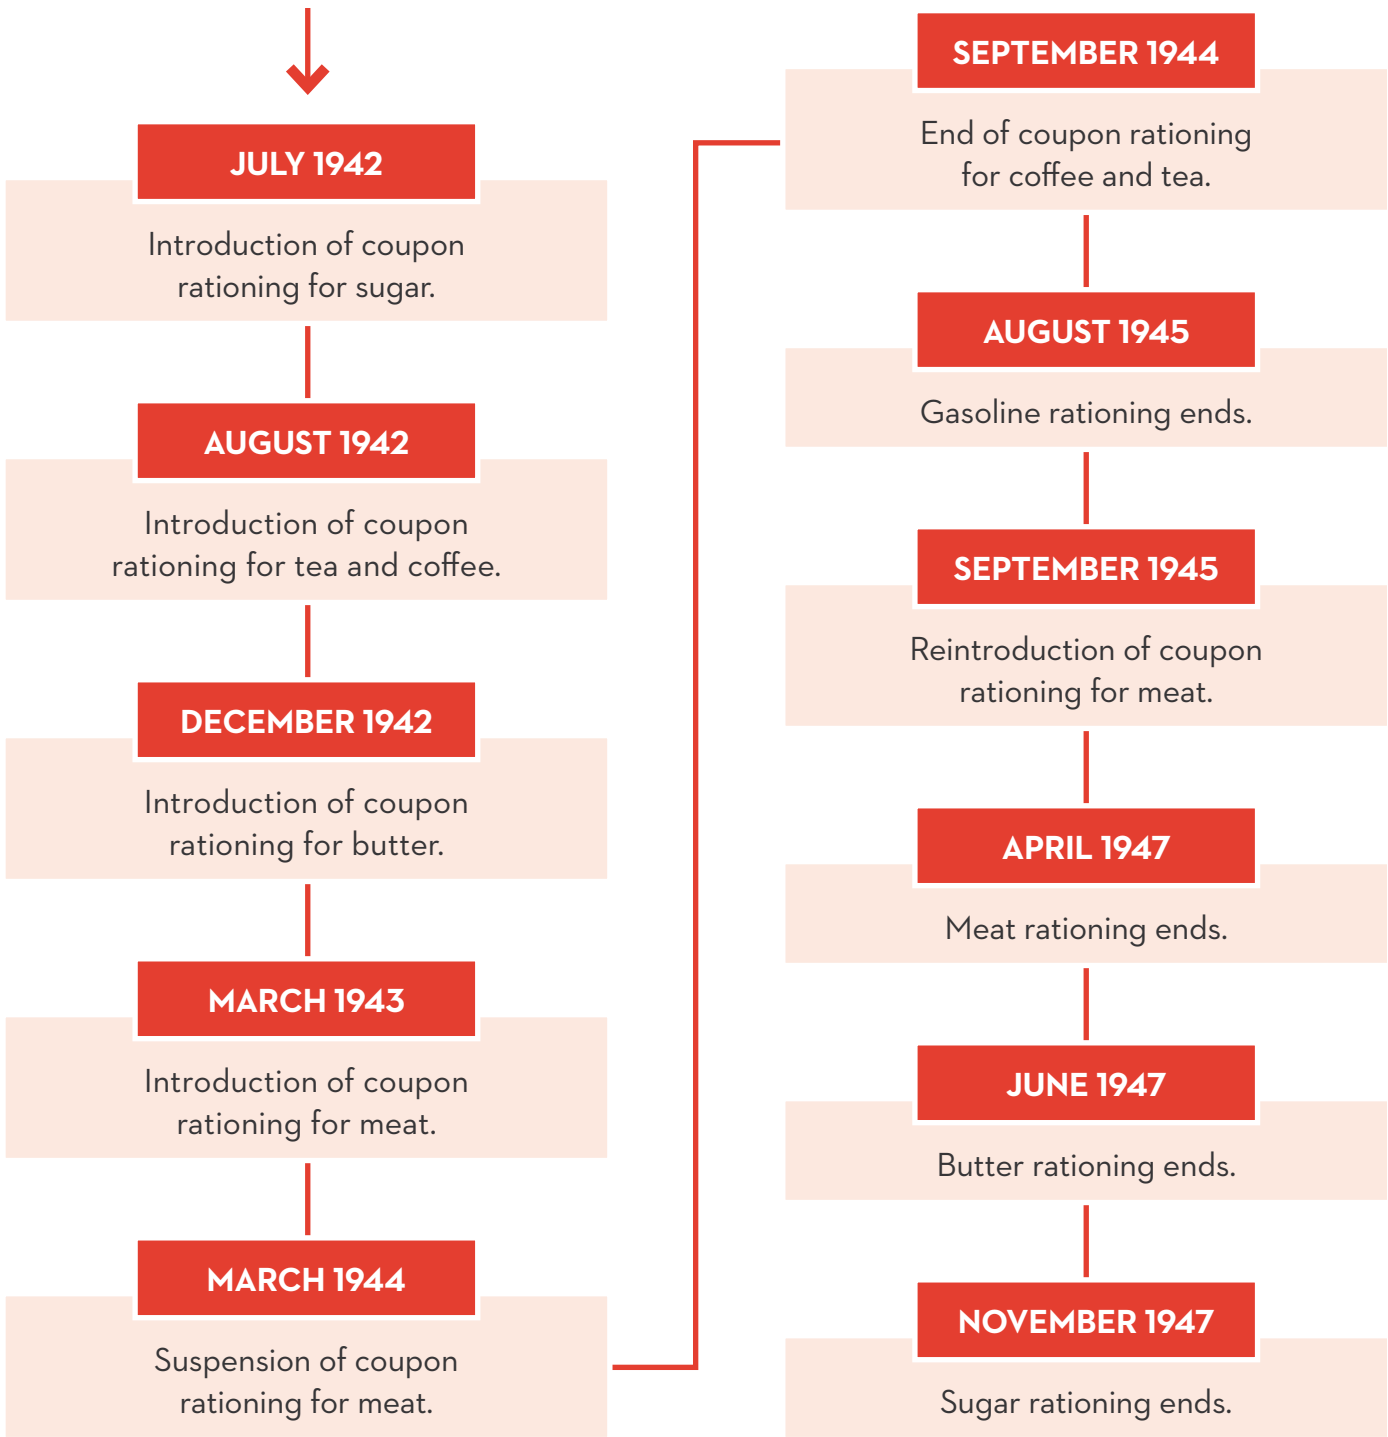 JULY 1942
Introduction of coupon
rationing for sugar.
AUGUST 1942
Introduction of coupon
rationing for tea and coffee.
DECEMBER 1942
Introduction of coupon
rationing for butter.
MARCH 1943
Introduction of coupon
rationing for meat.
MARCH 1944
Suspension of coupon
rationing for meat.
SEPTEMBER 1944
End of coupon rationing
for coffee and tea.
AUGUST 1945
Gasoline rationing ends.
SEPTEMBER 1945
Reintroduction of coupon
rationing for meat.
APRIL 1947
Meat rationing ends.
JUNE 1947
Butter rationing ends.
NOVEMBER 1947
Sugar rationing ends.